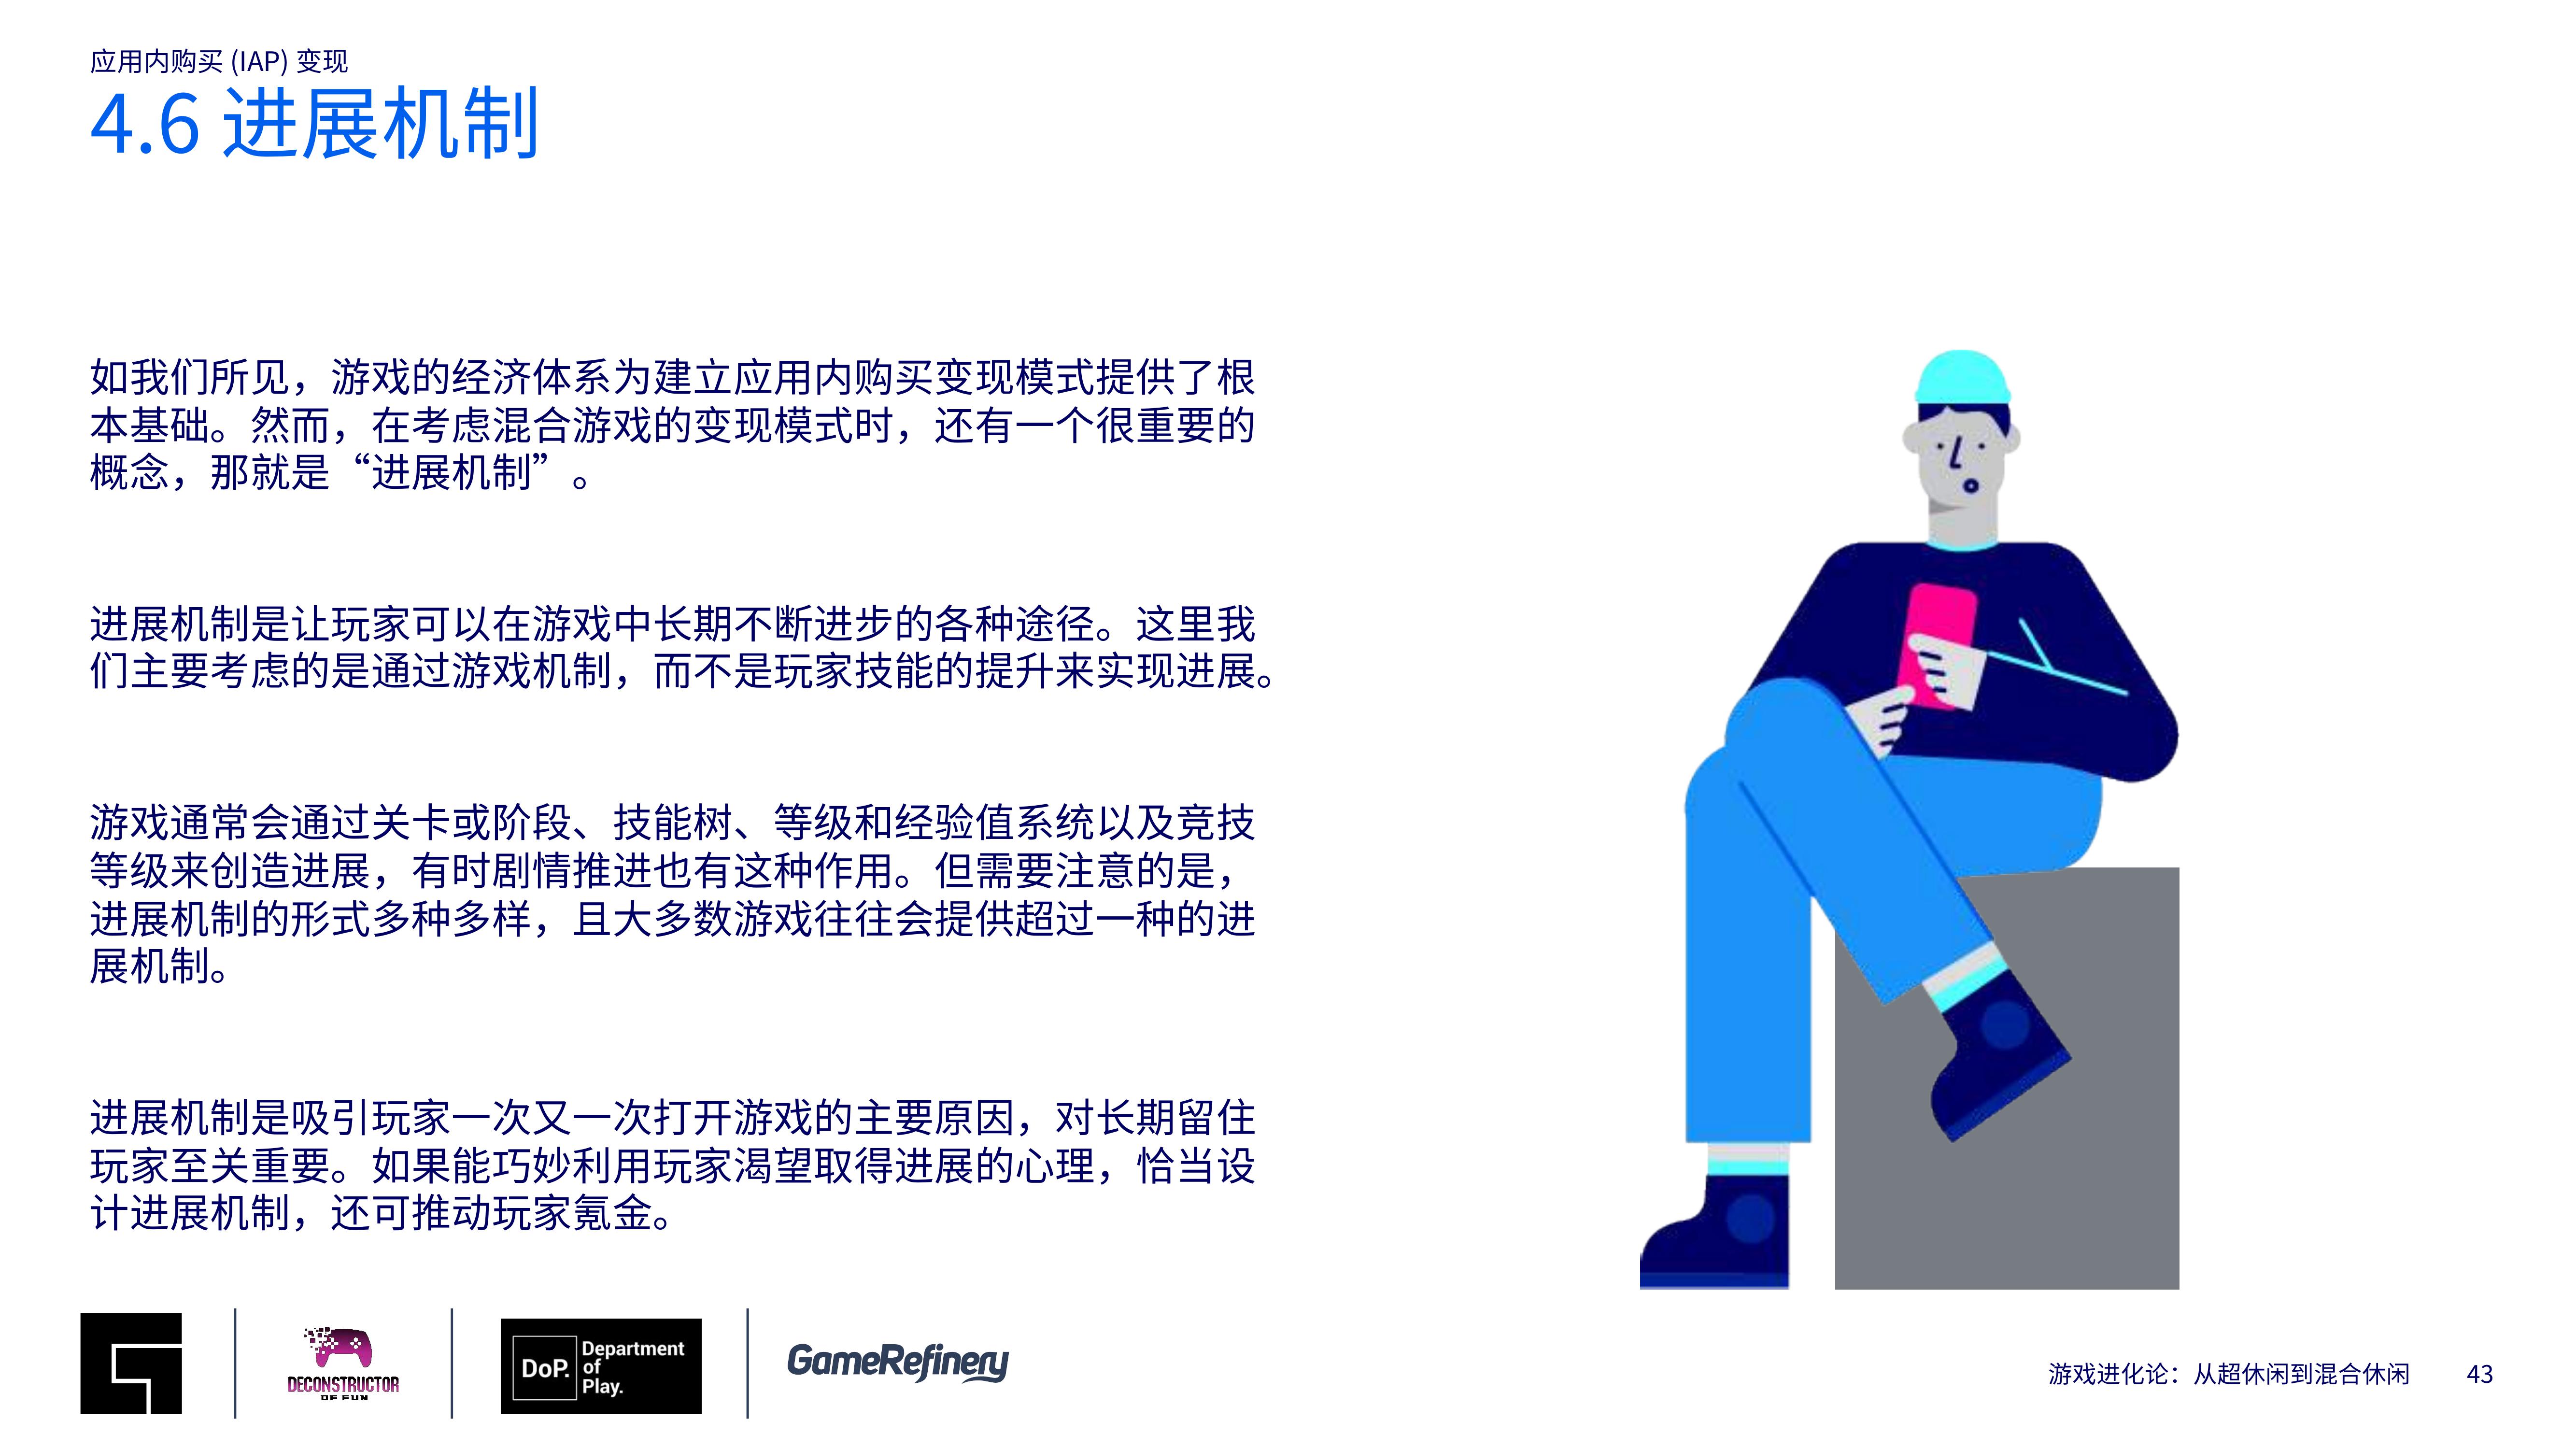 应用内购买 (IAP) 变现
4.6 进展机制
如我们所见，游戏的经济体系为建立应用内购买变现模式提供了根
本基础。然而，在考虑混合游戏的变现模式时，还有一个很重要的
概念，那就是“进展机制”。
进展机制是让玩家可以在游戏中长期不断进步的各种途径。这里我
们主要考虑的是通过游戏机制，而不是玩家技能的提升来实现进展。
游戏通常会通过关卡或阶段、技能树、等级和经验值系统以及竞技
等级来创造进展，有时剧情推进也有这种作用。但需要注意的是，
进展机制的形式多种多样，且大多数游戏往往会提供超过一种的进
展机制。
进展机制是吸引玩家一次又一次打开游戏的主要原因，对长期留住
玩家至关重要。如果能巧妙利用玩家渴望取得进展的心理，恰当设
计进展机制，还可推动玩家氪金。
DECONSTRUCTOR
OF FUN
DoP.
Department
of
Play.
GameRefinery
游戏进化论：从超休闲到混合休闲
43